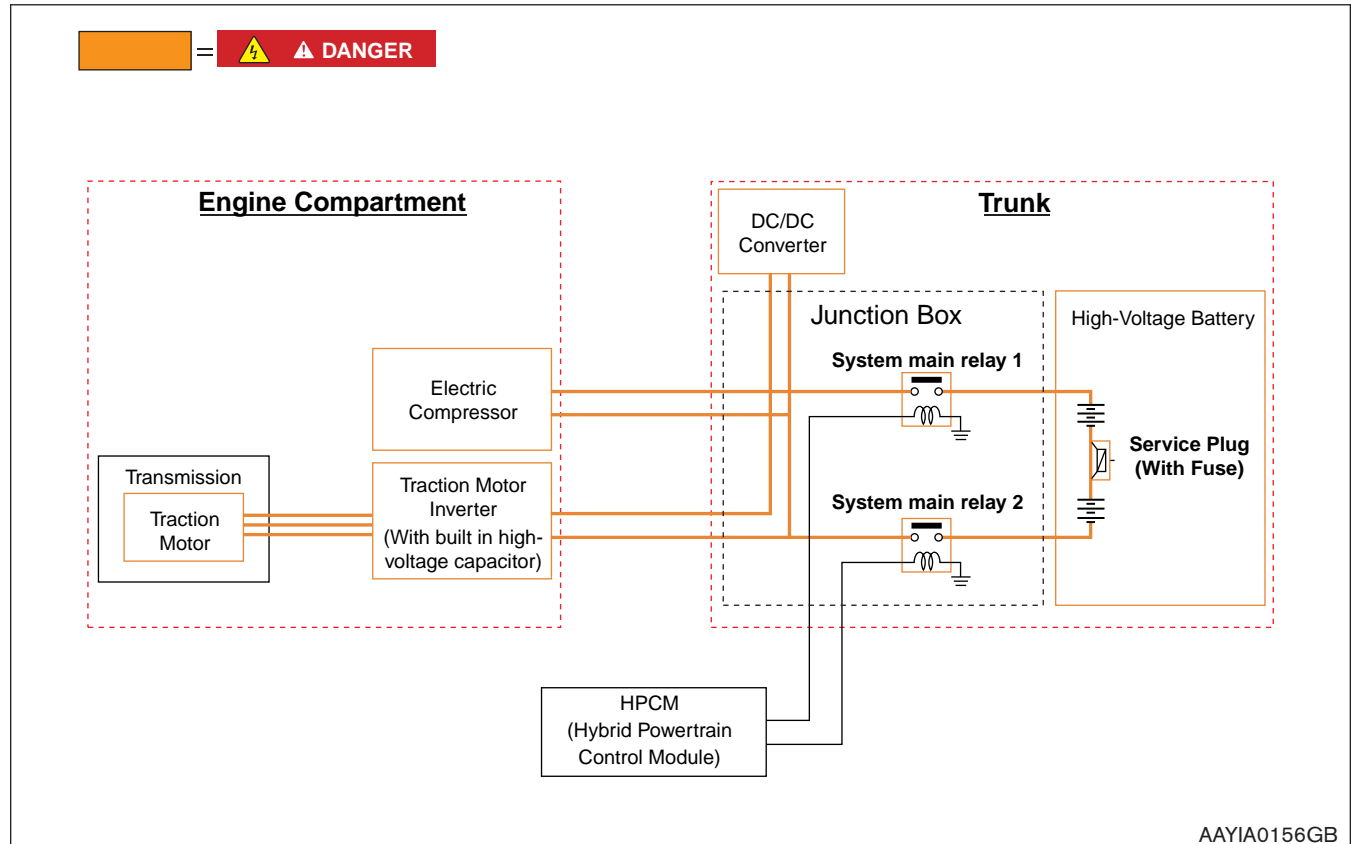 = DANGER
Engine Compartment
Trunk
DC/DC
Converter
Junction Box
High-Voltage Battery
System main relay 1
Electric
Compressor
Service Plug
(With Fuse)
Transmission
Traction
Motor
Traction Motor
Inverter
(With built in high-
voltage capacitor)
System main relay 2
HPCM
(Hybrid Powertrain
Control Module)
AAYIA0156GB